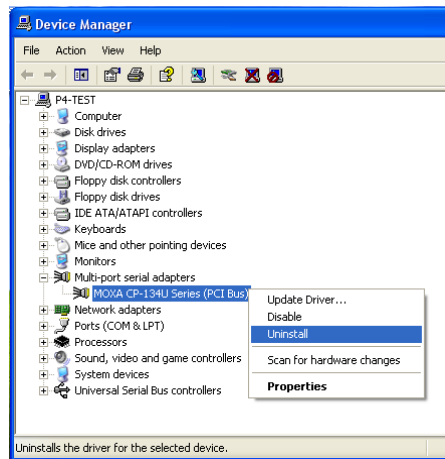 Device Manager
File Action View Help
P4-TEST
Computer
Disk drives
Display adapters
DVD/CD-ROM drives
Floppy disk controllers
Floppy disk drives
IDE ATA/ATAPI controllers
Keyboards
Mice and other pointing devices
Monitors
Multi-port serial adapters
MOXA CP-134U Series (PCI Bus)
Network adapters
Ports (COM & LPT)
Processors
Sound, video and game controllers
System devices
Universal Serial Bus controllers
Update Driver...
Disable
Uninstall
Scan for hardware changes
Properties
Uninstalls the driver for the selected device.